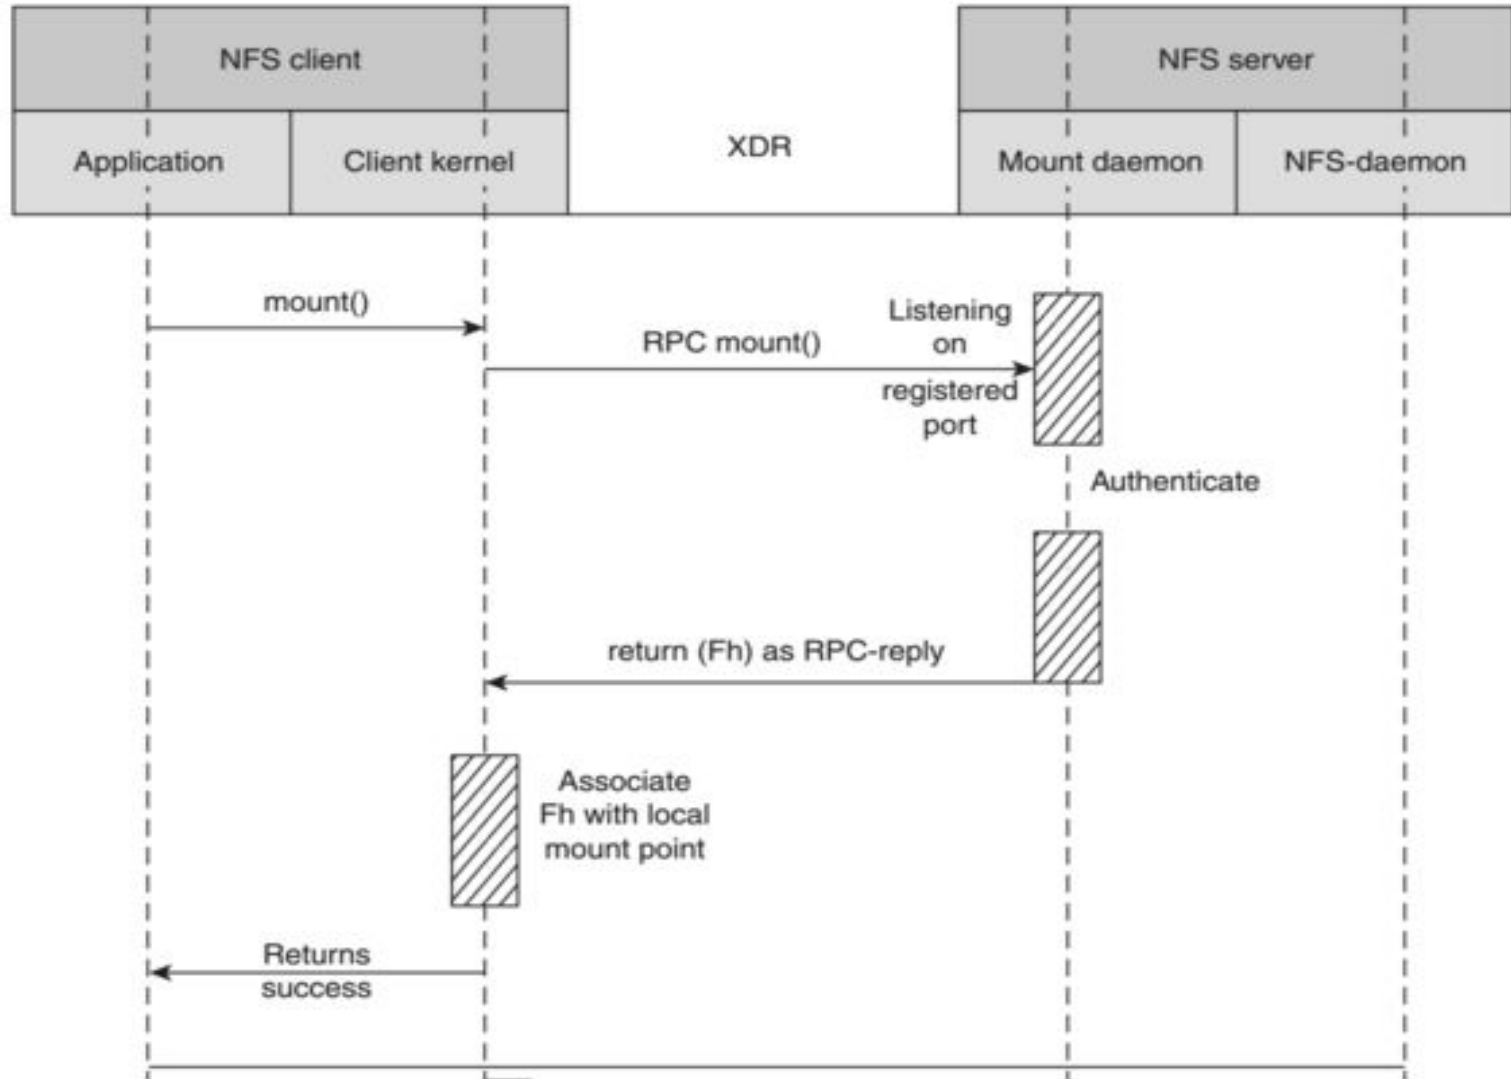 NFS client
NFS server
Application
Client kernel
XDR
Mount daemon
NFS-daemon
mount()
RPC mount()
Listening
on
registered
port
Authenticate
return (Fh) as RPC-reply
Associate
Fh with local
mount point
Returns
success